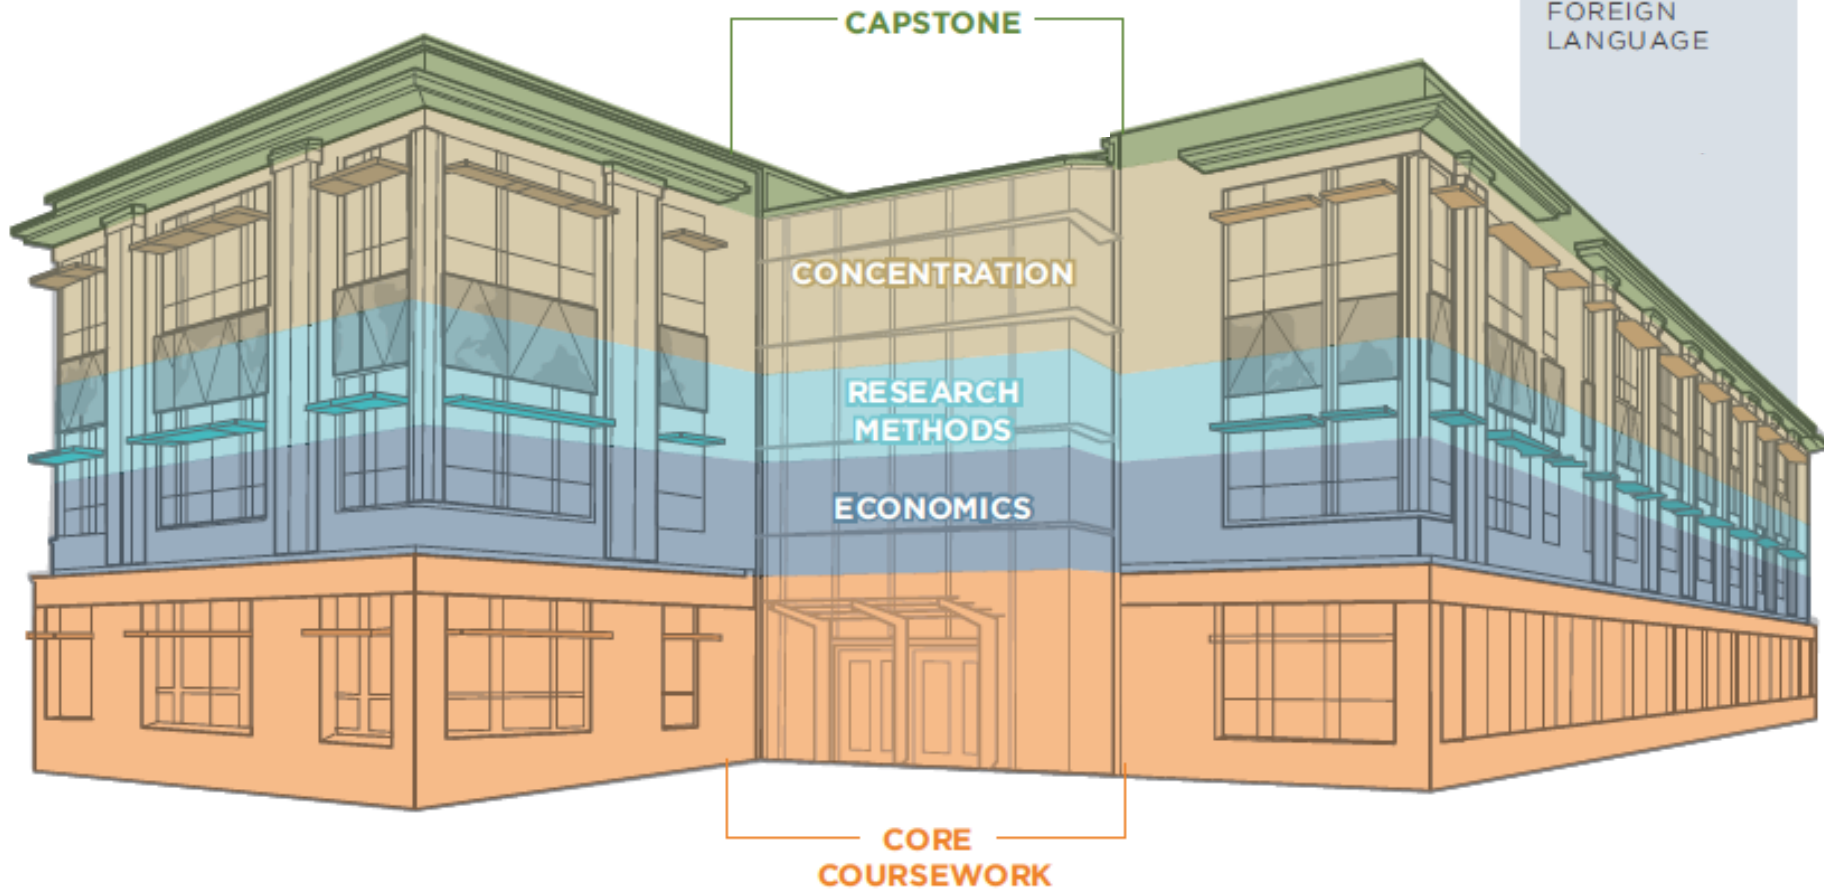 FOREIGN
LANGUAGE
CAPSTONE
CONCENTRATION
RESEARCH
METHODS
ECONOMICS
CORE
COURSEWORK